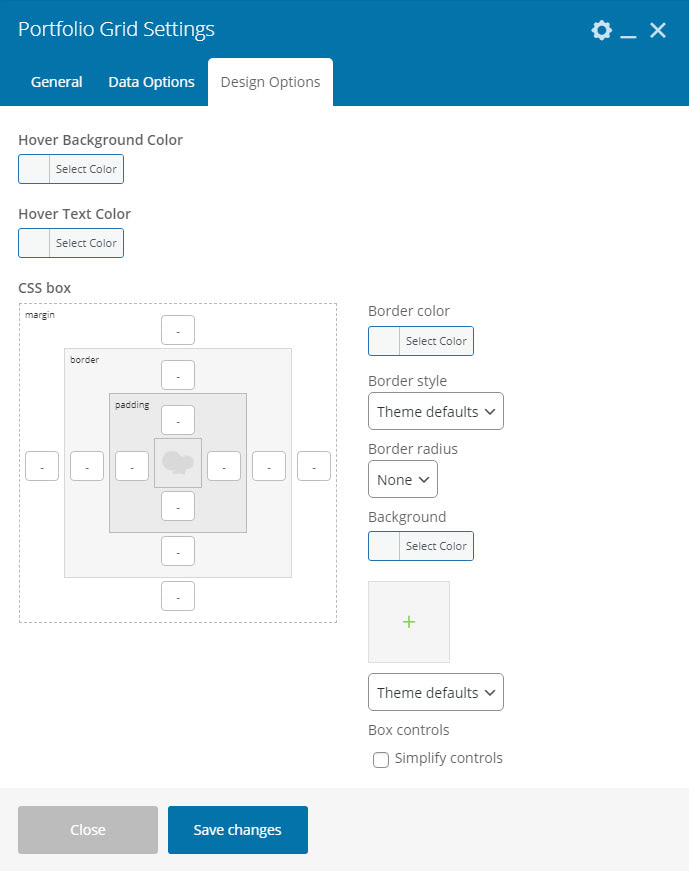 Portfolio Grid Settings
General Data Options Design Options
Hover Background Color
Select Color
Hover Text Color
Select Color
CSS box
margin
-
border
-
padding
-
- - - - - -
-
-
-
Border color
Select Color
Border style
Theme defaults
Border radius
None
Background
Select Color
+
Theme defaults
Box controls
Simplify controls
Close Save changes